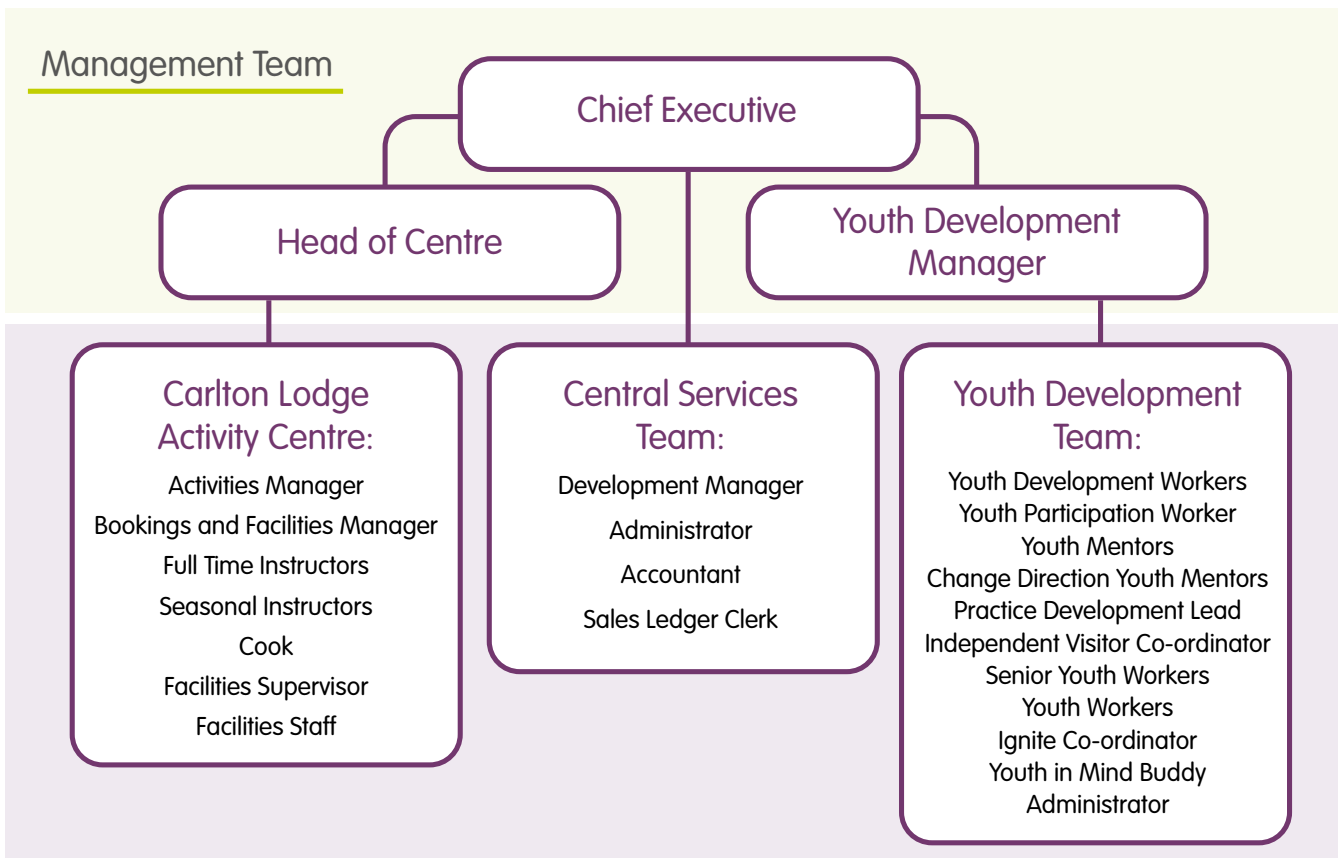 Management Team
Chief Executive
Head of Centre
Youth Development
Manager
Carlton Lodge
Activity Centre:
Activities Manager
Bookings and Facilities Manager
Full Time Instructors
Seasonal Instructors
Cook
Facilities Supervisor
Facilities Staff
Central Services
Team:
Development Manager
Administrator
Accountant
Sales Ledger Clerk
Youth Development
Team:
Youth Development Workers
Youth Participation Worker
Youth Mentors
Change Direction Youth Mentors
Practice Development Lead
Independent Visitor Co-ordinator
Senior Youth Workers
Youth Workers
Ignite Co-ordinator
Youth in Mind Buddy
Administrator